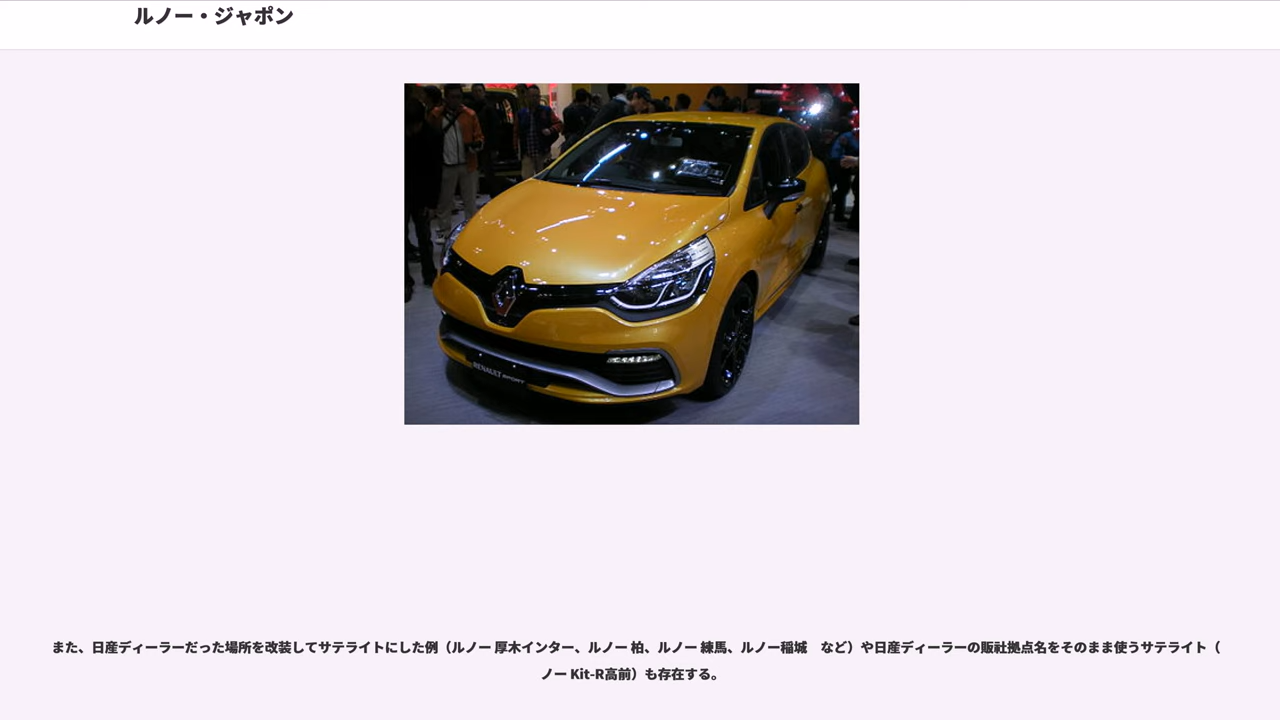 ルノー・ジャポン
RENAULT SPORT
また、日産ディーラーだった場所を改装してサテライトにした例（ルノー 厚木インター、ルノー 柏、ルノー 練馬、ルノー稲城　など）や日産ディーラーの販社拠点名をそのまま使うサテライト（
ノー Kit-R高前）も存在する。